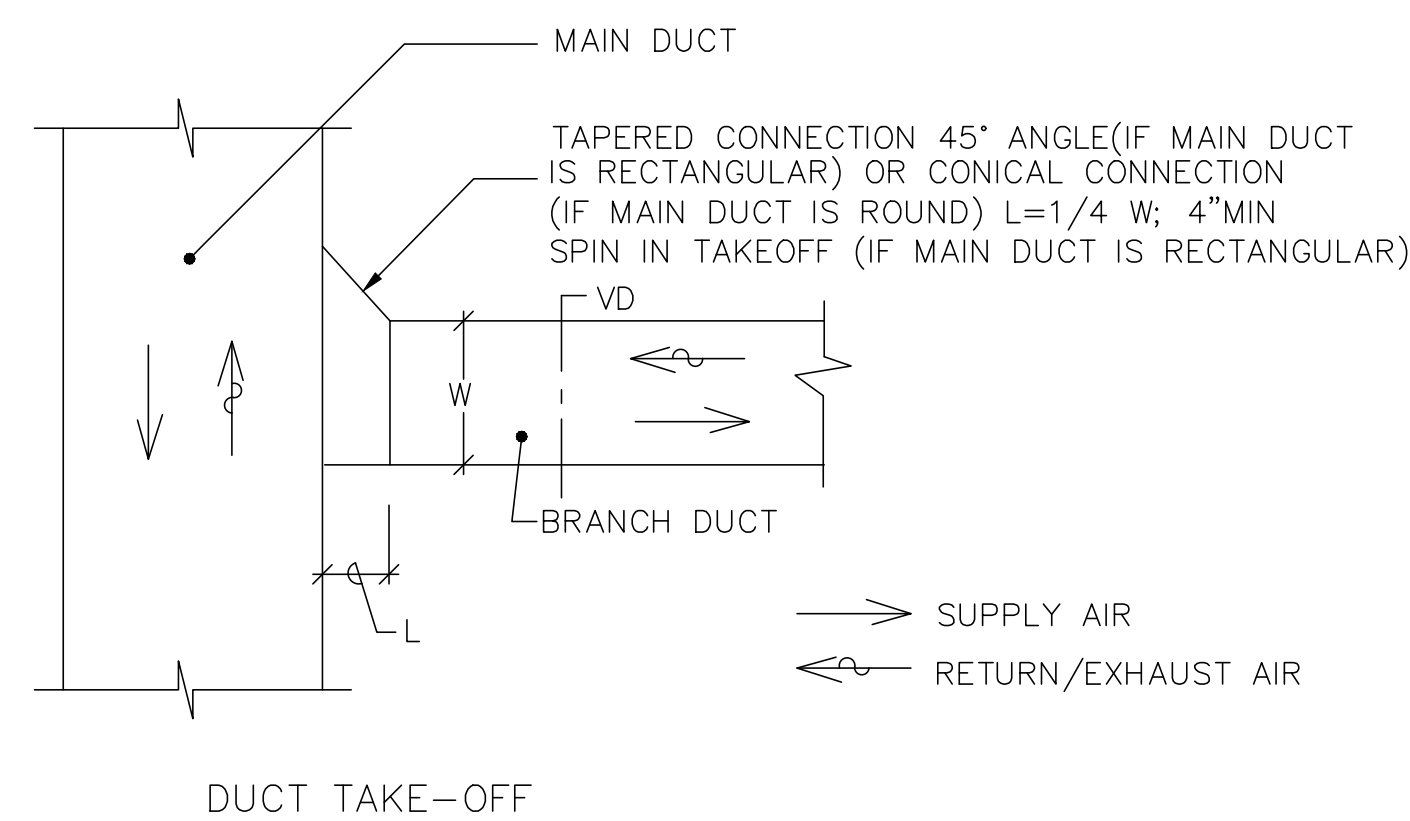 MAIN DUCT
TAPERED CONNECTION 45° ANGLE(IF MAIN DUCT
IS RECTANGULAR) OR CONICAL CONNECTION
(IF MAIN DUCT IS ROUND) L=1/4 W; 4”MIN
SPIN IN TAKEOFF (IF MAIN DUCT IS RECTANGULAR)
VD
W
BRANCH DUCT
L
SUPPLY AIR
RETURN/EXHAUST AIR
DUCT TAKE-OFF